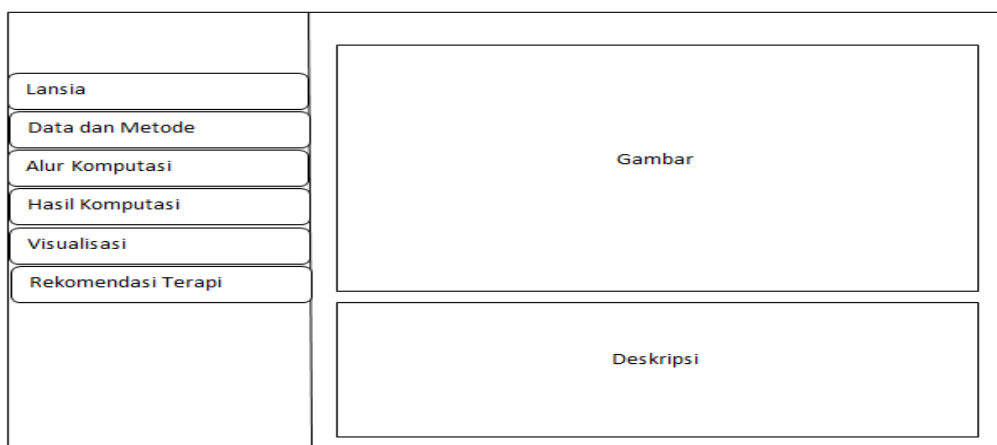 Lansia
Data dan Metode
Alur Komputasi
Hasil Komputasi
Visualisasi
Rekomendasi Terapi
Gambar
Deskripsi